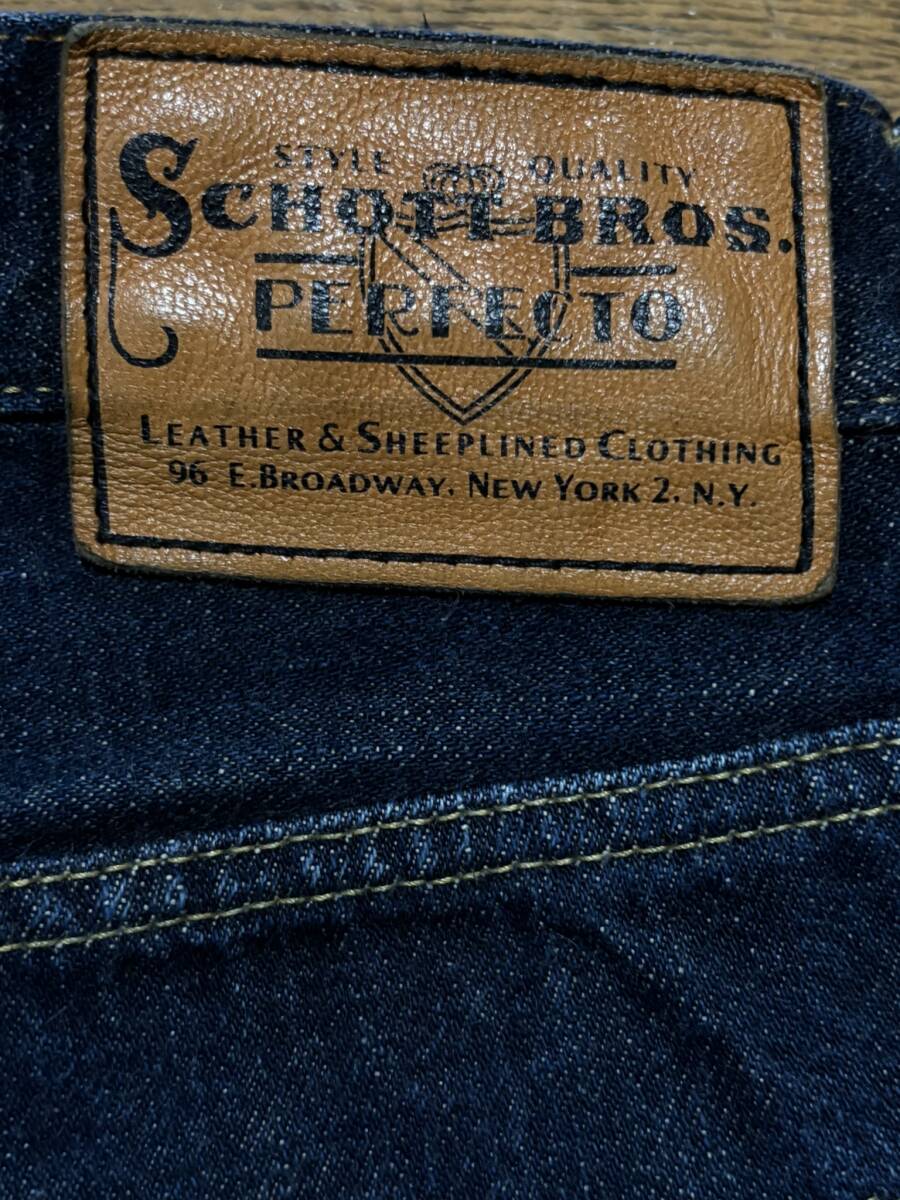 STYLE QUALITY
SCHOTT BROS.
PERFECTO
LEATHER & SHEEPLINED CLOTHING
96 E.BROADWAY. NEW YORK 2. N.Y.